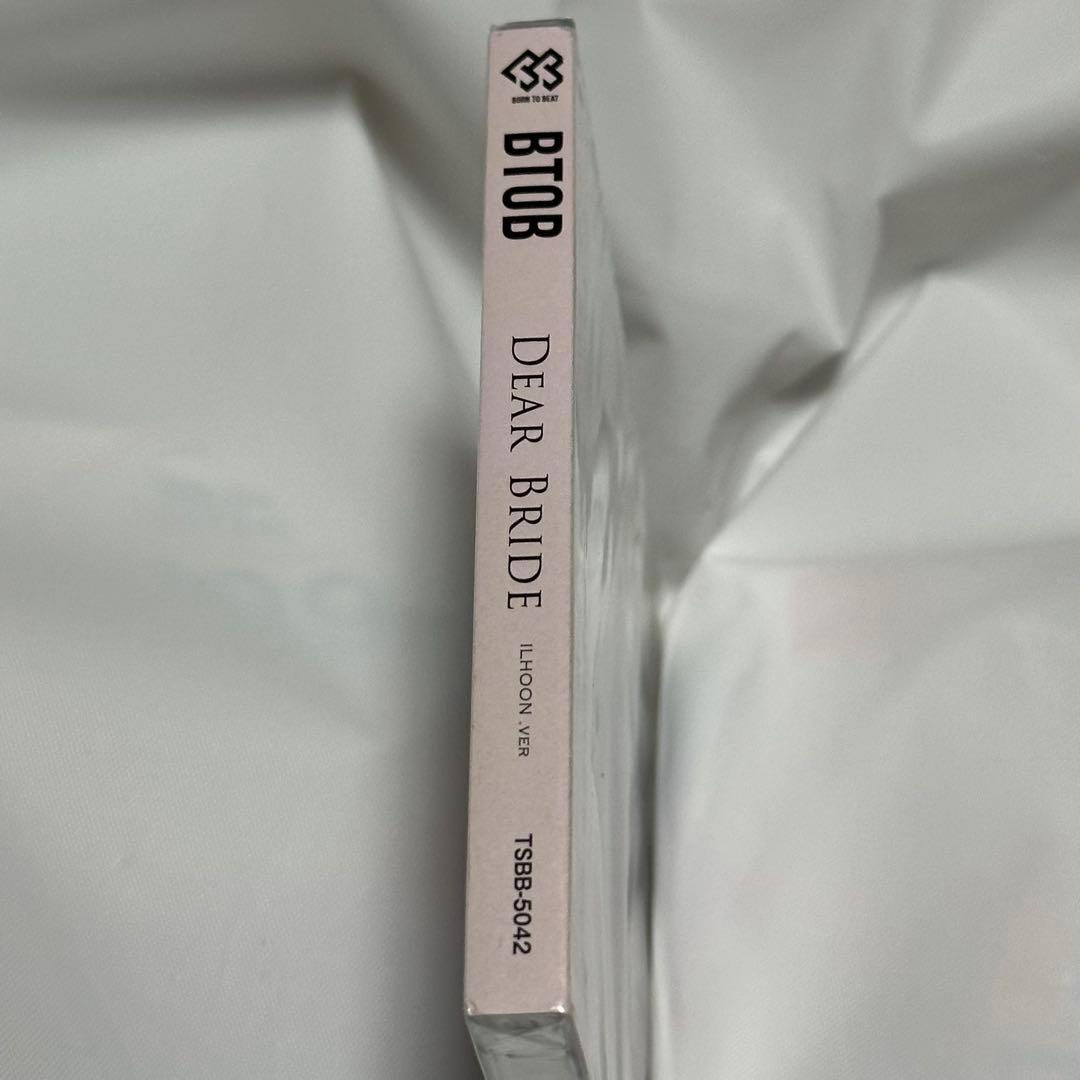 BORN TO BEAT
BTOB
DEAR BRIDE
ILHOON .VER
TSBB-5042